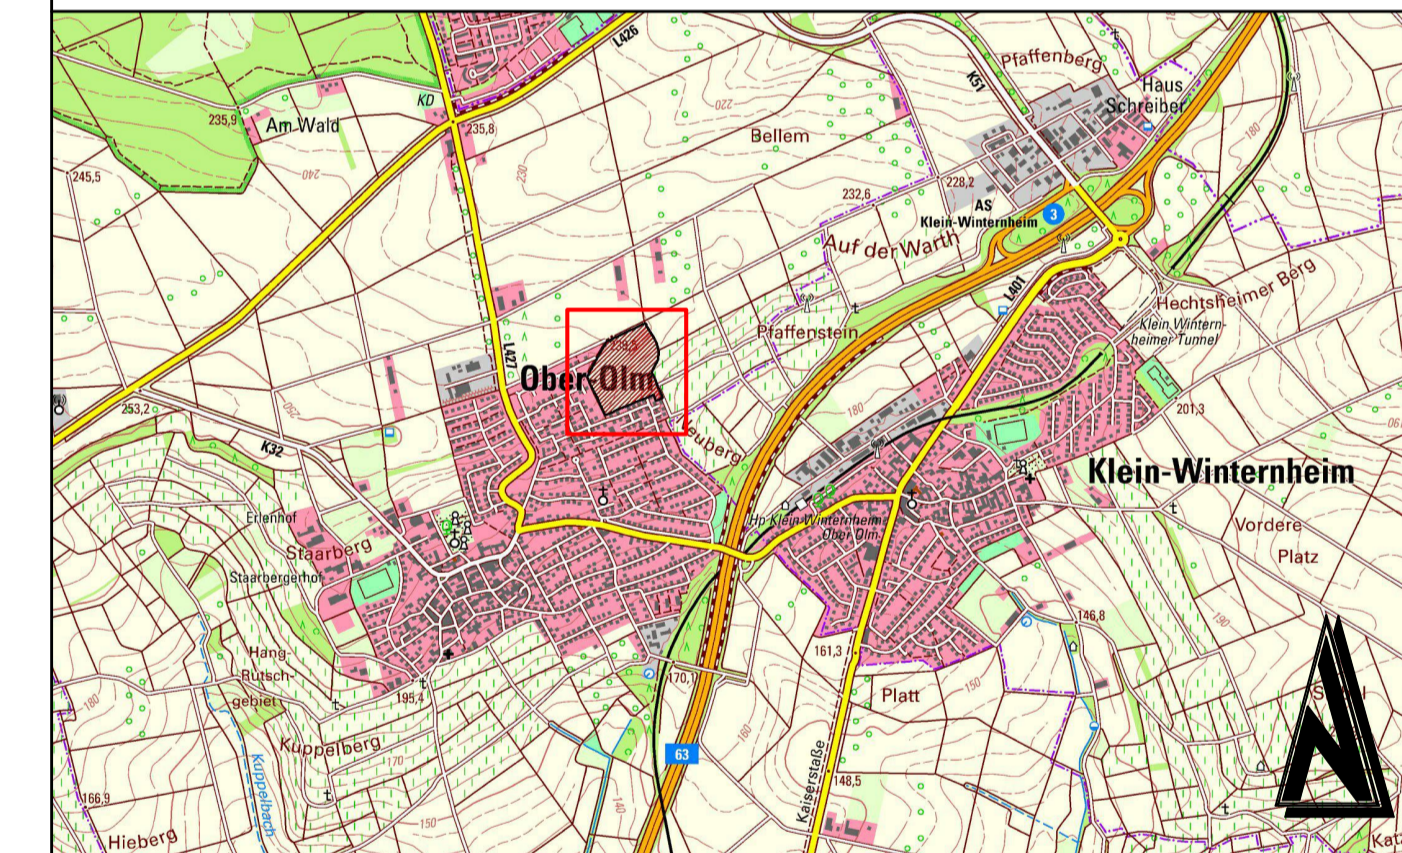 L426
KD
235,8
235,9
Am Wald
240
245,5
230
220
Bellem
K51
Pfaffenberg
Haus
Schreiber
180
228,2
232,6
AS
Klein-Winternheim
3
Auf der Warth
L401
Hechtsheimer Berg
Klein Wintern-
heimer Tunnel
Pfaffenstein
L427
Ober-Olm
180
201,3
253,2
250
K32
Klein-Winternheim
Erlenhof
Staarberg
Staarbergerhof
Hp Klein Winternheim-
Ober Olm
Vordere
Platz
146,8
190
161,3
Hang-
Rutsch-
gebiet
195,4
170,1
Platt
150
180
Kuppelberg
170
160
63
Kuppelbach
Kaiserstaße
148,5
166,9
150
140
Hieberg
N